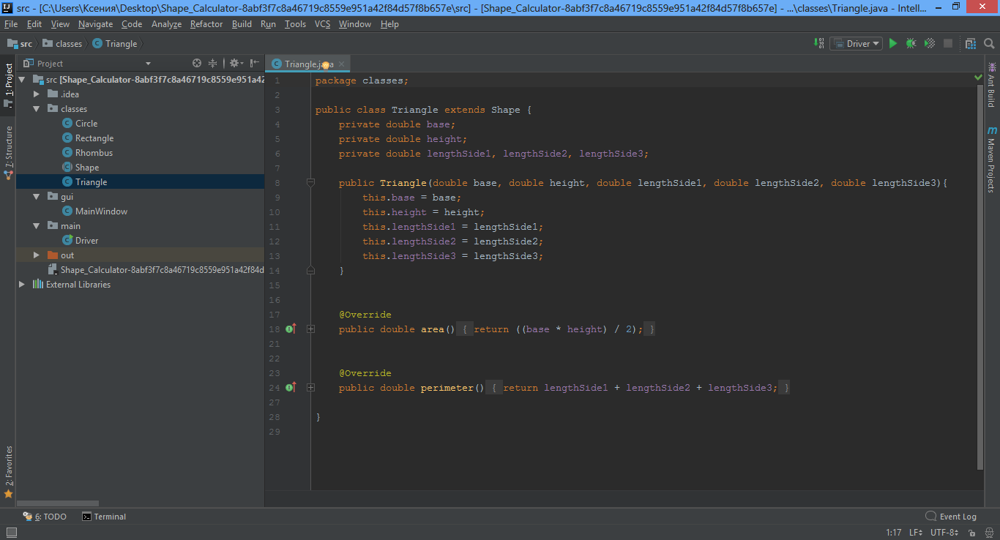 src - [C:\Users\Ксения\Desktop\Shape_Calculator-8abf3f7c8a46719c8559e951a42f84d57f8b657e\src] - [Shape_Calculator-8abf3f7c8a46719c8559e951a42f84d57f8b657e] - ...\classes\Triangle.java - Intell...
File Edit View Navigate Code Analyze Refactor Build Run Tools VCS Window Help
src classes Triangle Driver
1: Project
7: Structure
2: Favorites
Project
src [Shape_Calculator-8abf3f7c8a46719c8559e951a42
.idea
classes
Circle
Rectangle
Rhombus
Shape
Triangle
gui
MainWindow
main
Driver
out
Shape_Calculator-8abf3f7c8a46719c8559e951a42f84d
External Libraries
Triangle.java
1 package classes;
2
3 public class Triangle extends Shape {
4 private double base;
5 private double height;
6 private double lengthSide1, lengthSide2, lengthSide3;
7
8 public Triangle(double base, double height, double lengthSide1, double lengthSide2, double lengthSide3){
9 this.base = base;
10 this.height = height;
11 this.lengthSide1 = lengthSide1;
12 this.lengthSide2 = lengthSide2;
13 this.lengthSide3 = lengthSide3;
14 }
15
16
17 @Override
18 public double area() { return ((base * height) / 2); }
21
22
23 @Override
24 public double perimeter() { return lengthSide1 + lengthSide2 + lengthSide3; }
27
28 }
29
Ant Build
Maven Projects
6: TODO Terminal Event Log
1:17 LF UTF-8